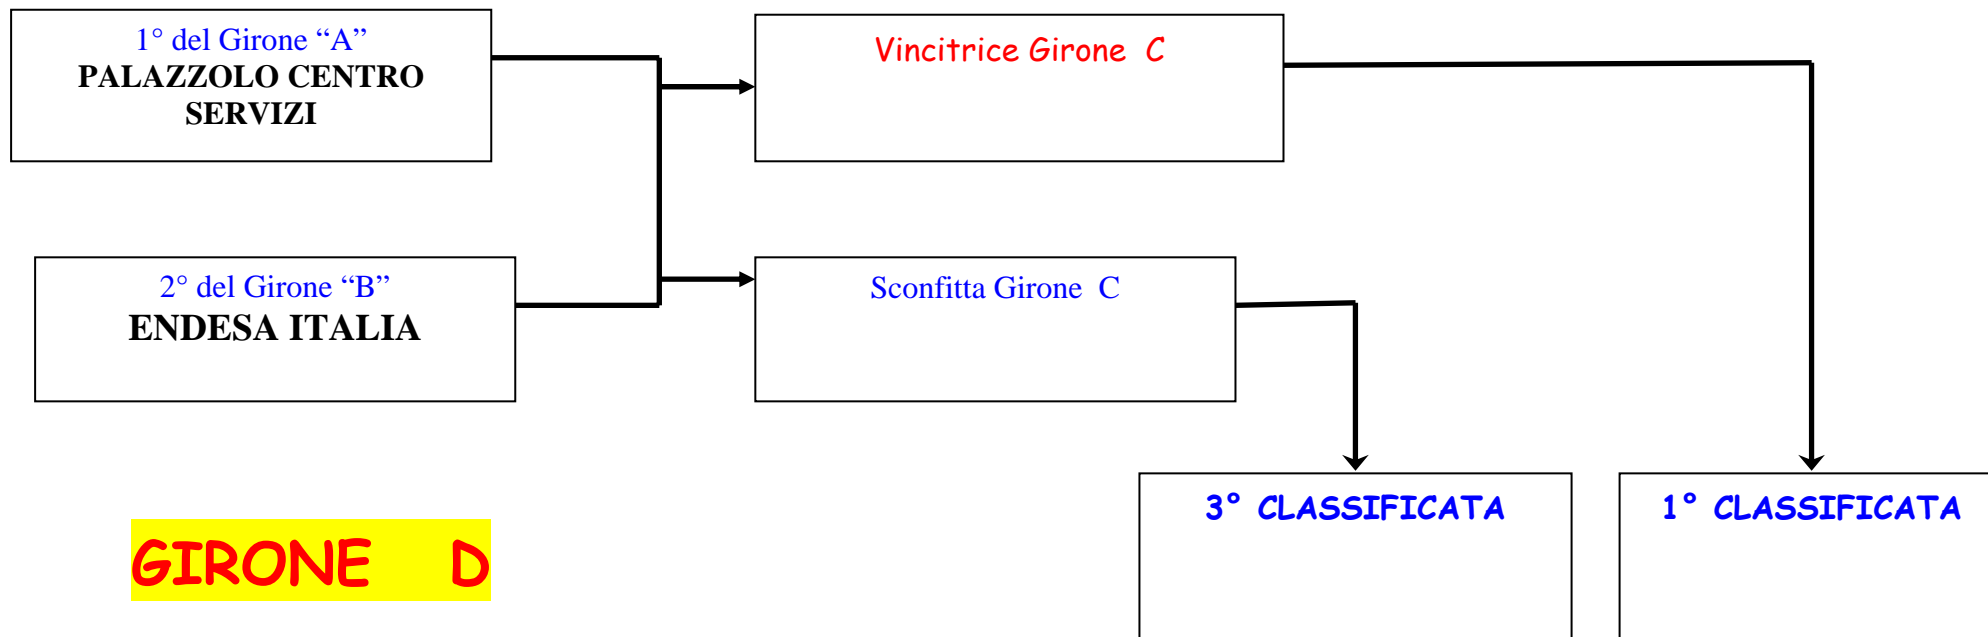 1° del Girone “A”
PALAZZOLO CENTRO
SERVIZI
Vincitrice Girone C
2° del Girone “B”
ENDESA ITALIA
Sconfitta Girone C
3° CLASSIFICATA
1° CLASSIFICATA
GIRONE D